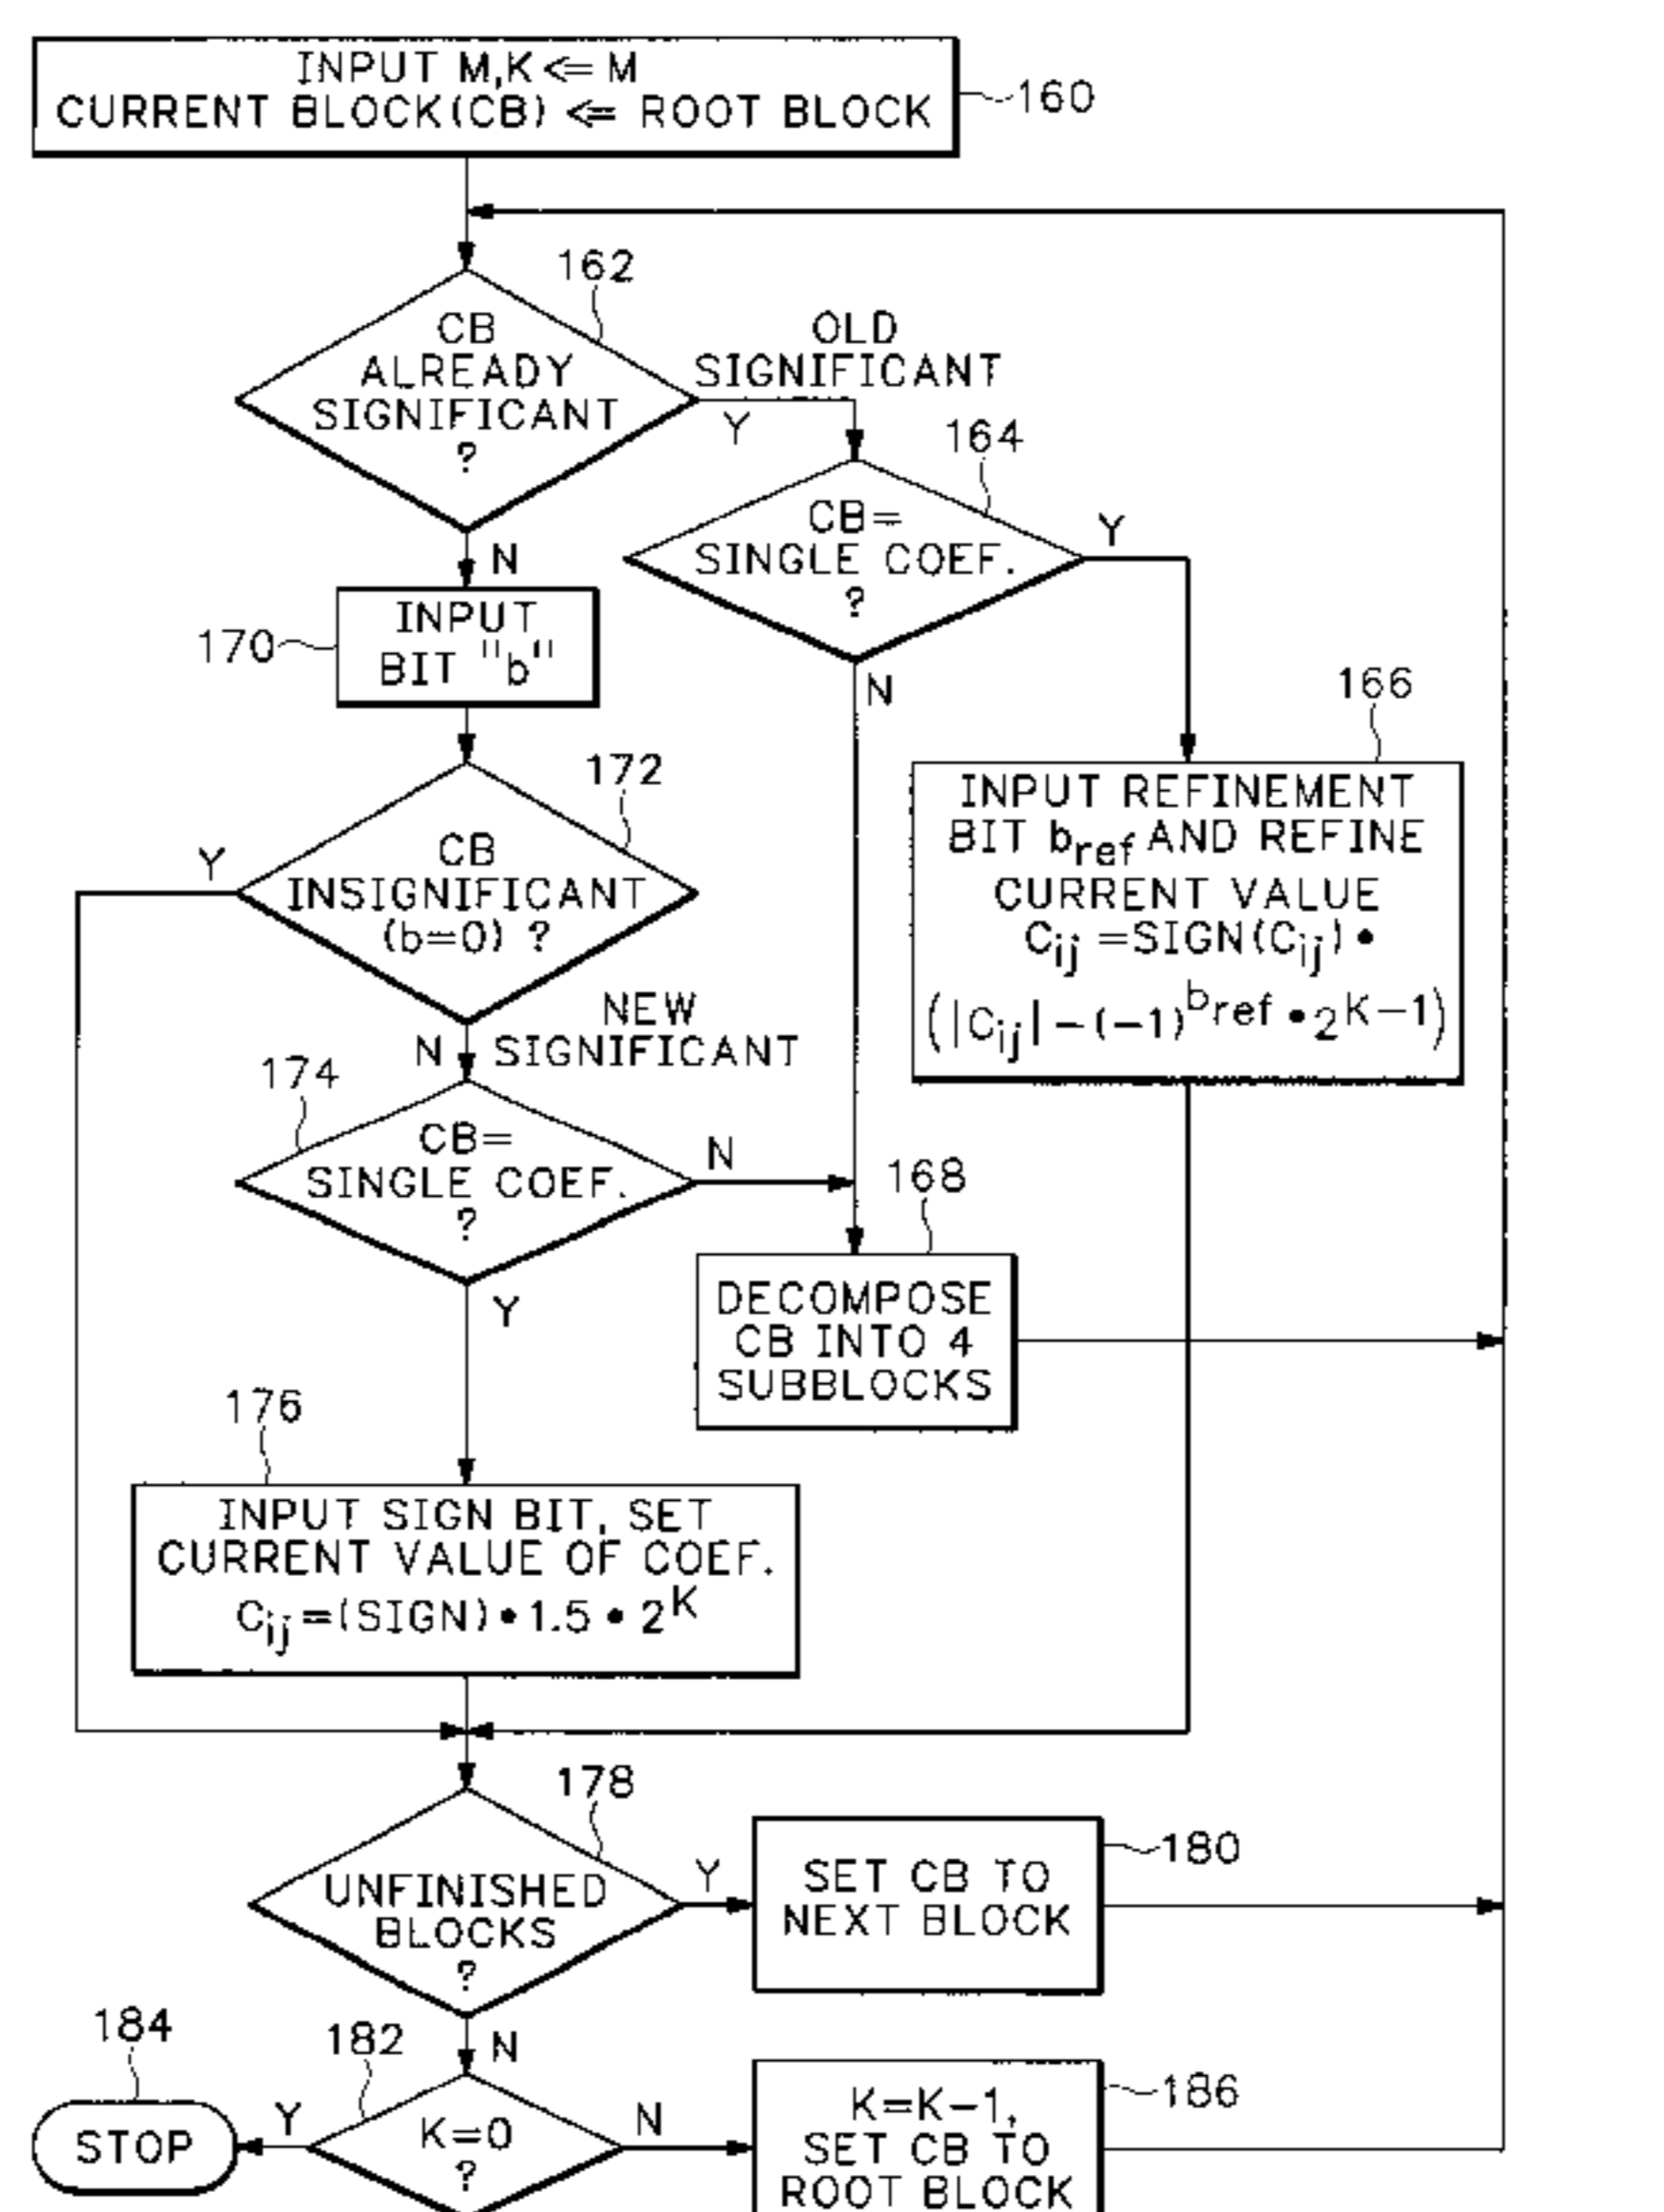 INPUT M,K <= M
CURRENT BLOCK(CB) <= ROOT BLOCK
160
162
CB
ALREADY
SIGNIFICANT
?
OLD
SIGNIFICANT
Y
N
164
CB=
SINGLE COEF.
?
Y
N
170
INPUT
BIT "b"
166
INPUT REFINEMENT
BIT bref AND REFINE
CURRENT VALUE
Cij =SIGN(Cij)•
(|Cij|-(-1)^bref • 2^K-1)
172
CB
INSIGNIFICANT
(b=0) ?
Y
N
NEW
SIGNIFICANT
174
CB=
SINGLE COEF.
?
N
Y
168
DECOMPOSE
CB INTO 4
SUBBLOCKS
176
INPUT SIGN BIT, SET
CURRENT VALUE OF COEF.
Cij=(SIGN)•1.5•2^K
178
UNFINISHED
BLOCKS
?
Y
N
180
SET CB TO
NEXT BLOCK
184
STOP
182
K=0
?
Y
N
186
K=K-1,
SET CB TO
ROOT BLOCK